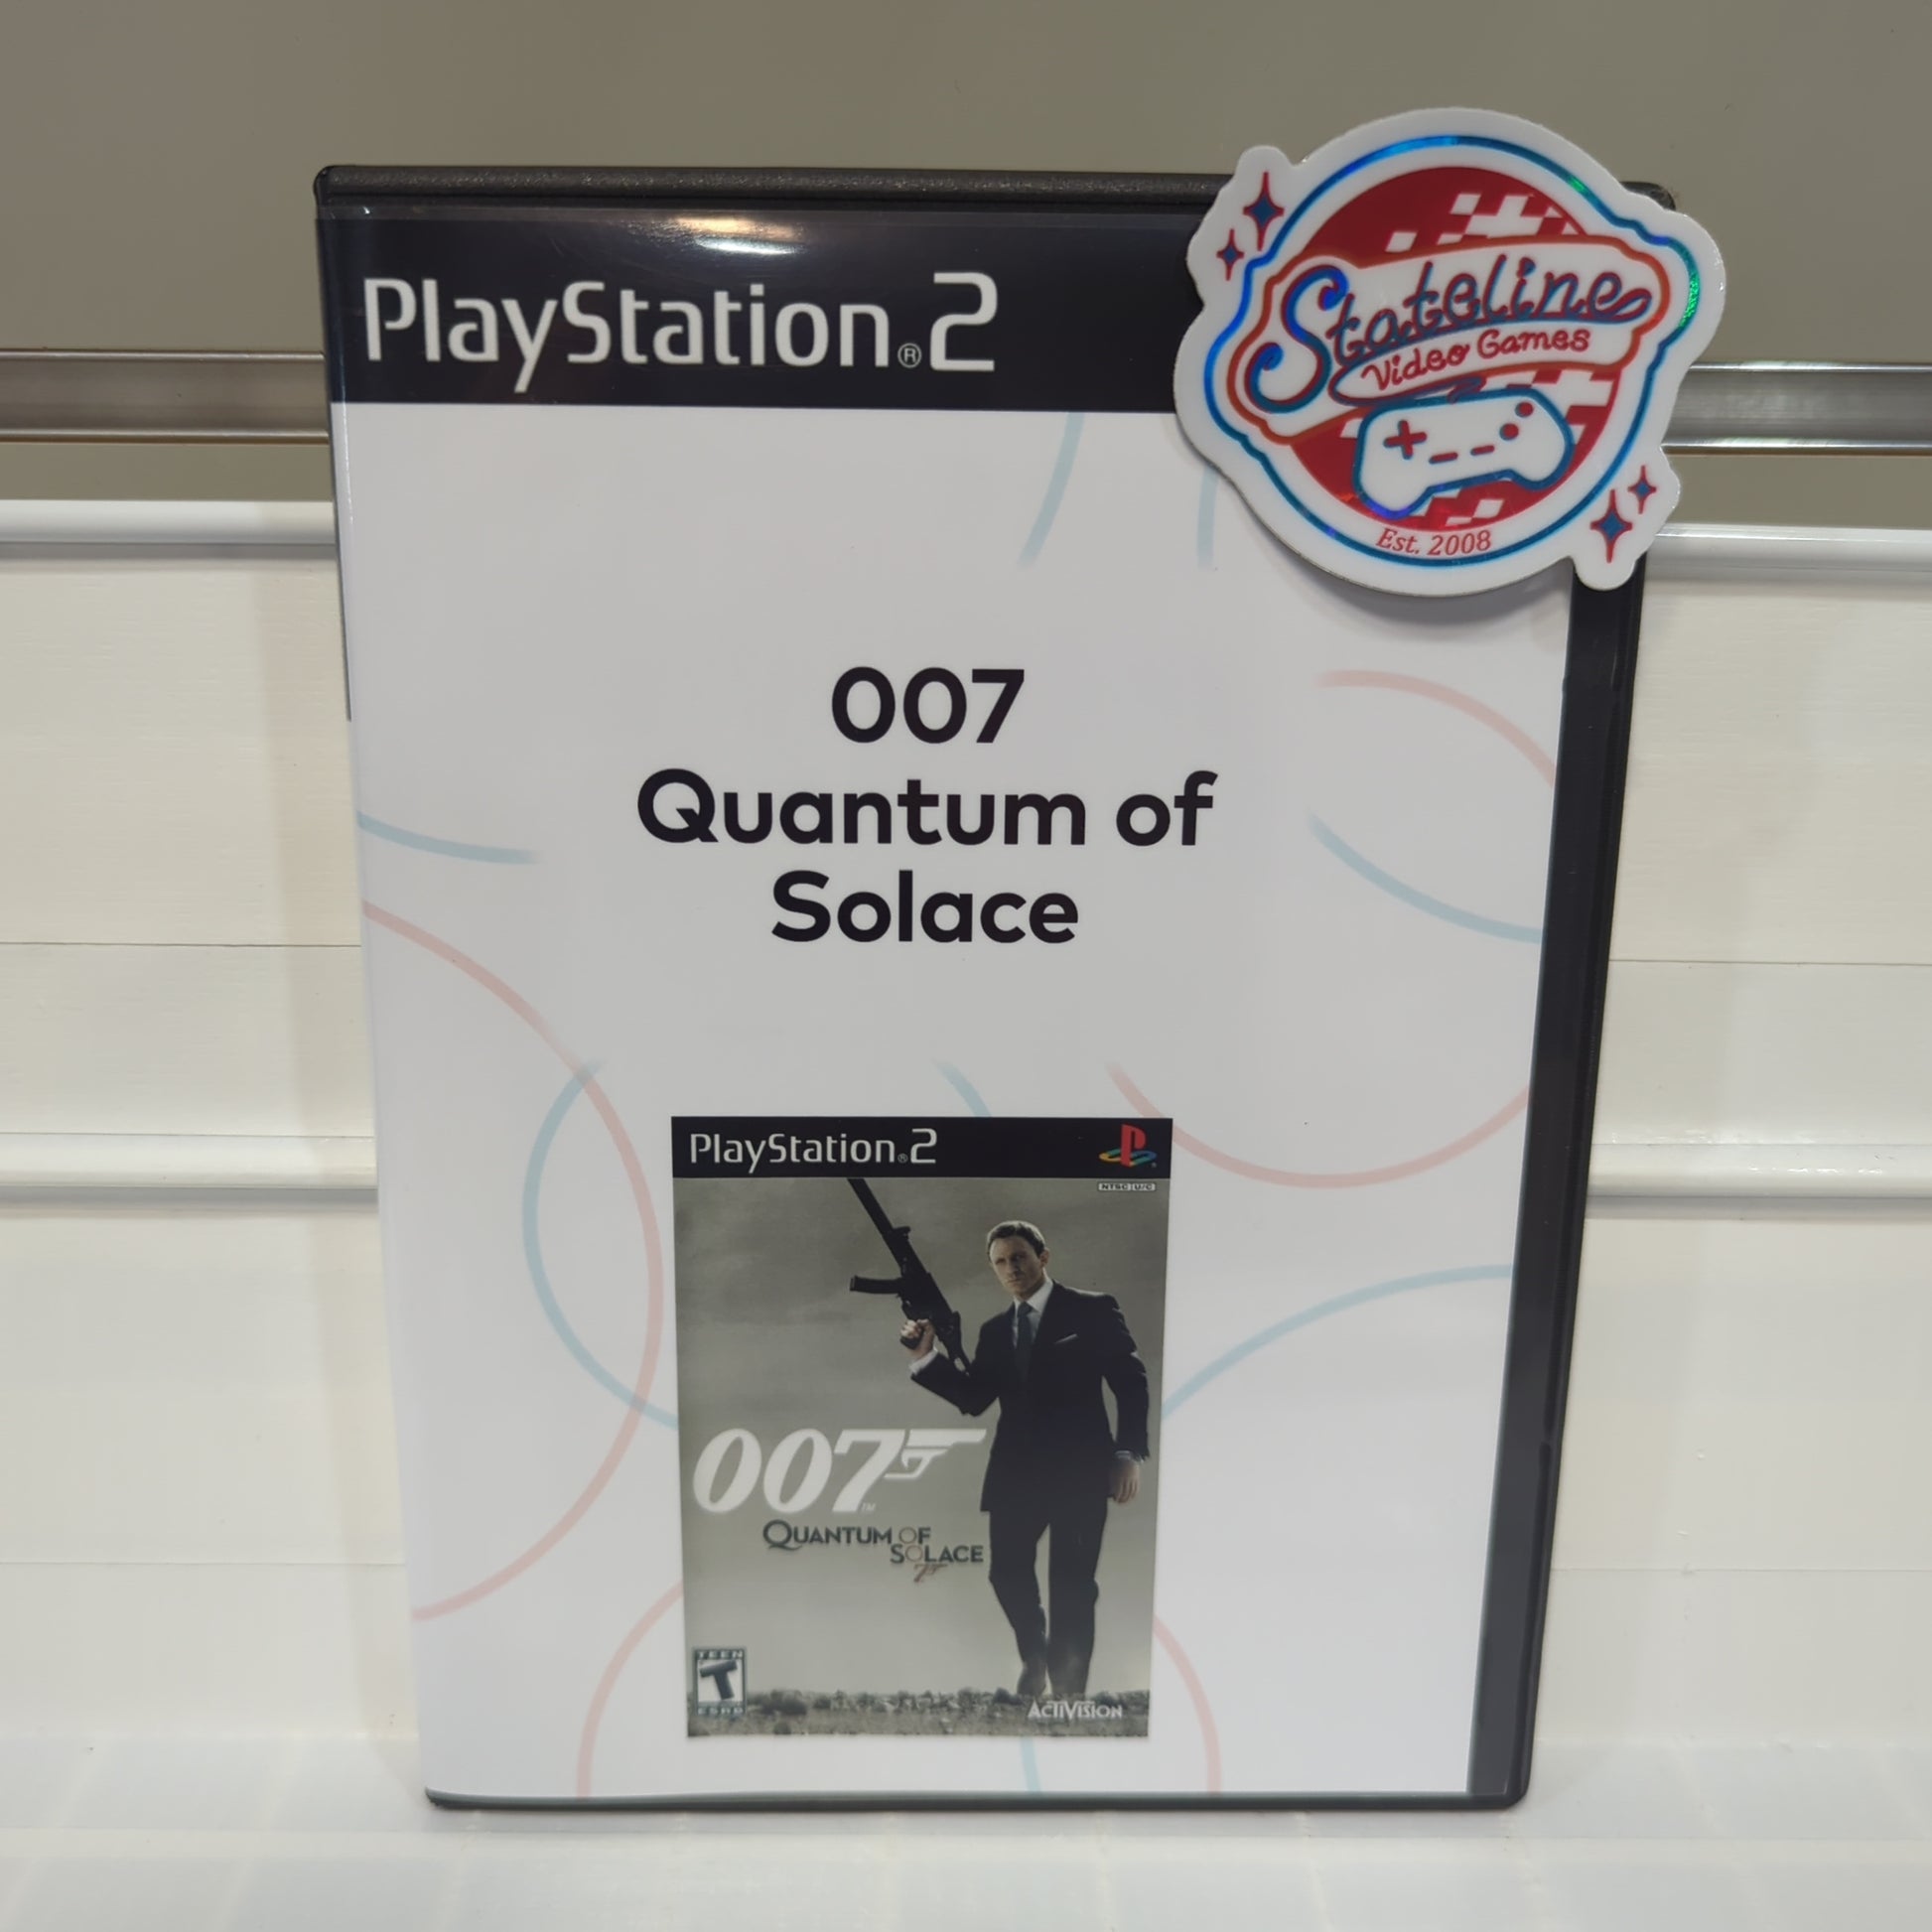 PlayStation®2
Stateline
Video Games
Est. 2008
007
Quantum of
Solace
PlayStation®2
NTSC U/C
007™
QUANTUM OF
SOLACE
TEEN
T
ESRB
ACTIVISION